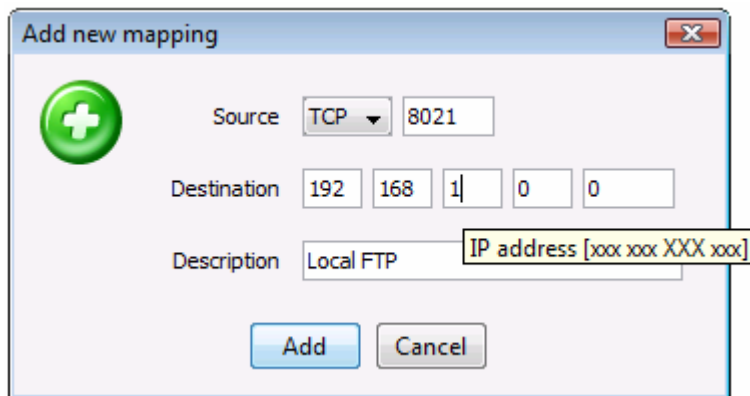 Add new mapping
Source TCP 8021
Destination 192 168 1 0 0
IP address [xxx xxx XXX xxx]
Description Local FTP
Add Cancel